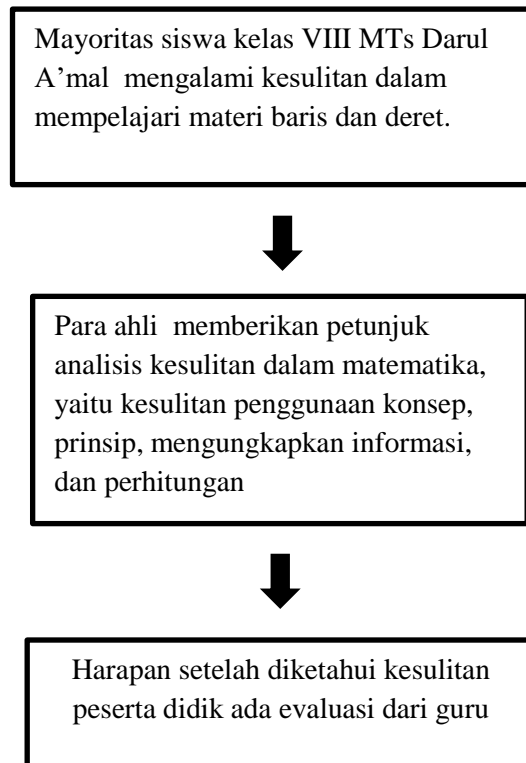 Mayoritas siswa kelas VIII MTs Darul
A’mal  mengalami kesulitan dalam
mempelajari materi baris dan deret.
Para ahli  memberikan petunjuk
analisis kesulitan dalam matematika,
yaitu kesulitan penggunaan konsep,
prinsip, mengungkapkan informasi,
dan perhitungan
Harapan setelah diketahui kesulitan
peserta didik ada evaluasi dari guru